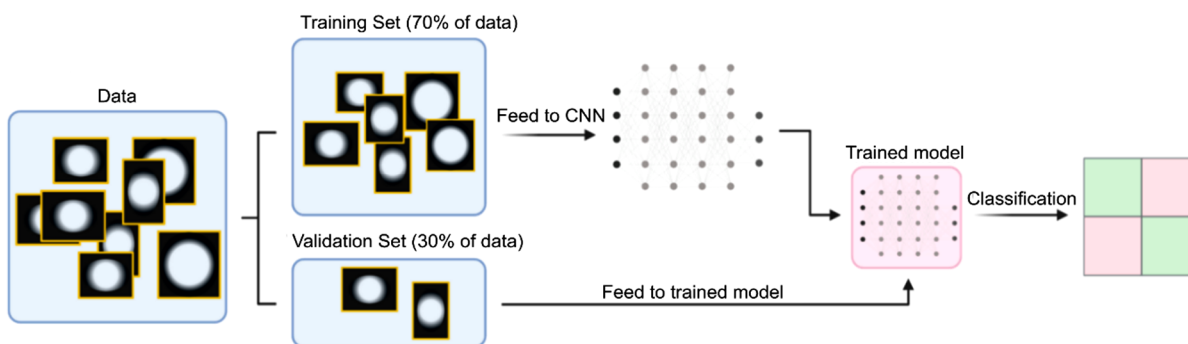 Training Set (70% of data)
Data
Feed to CNN
Trained model
Classification
Validation Set (30% of data)
Feed to trained model